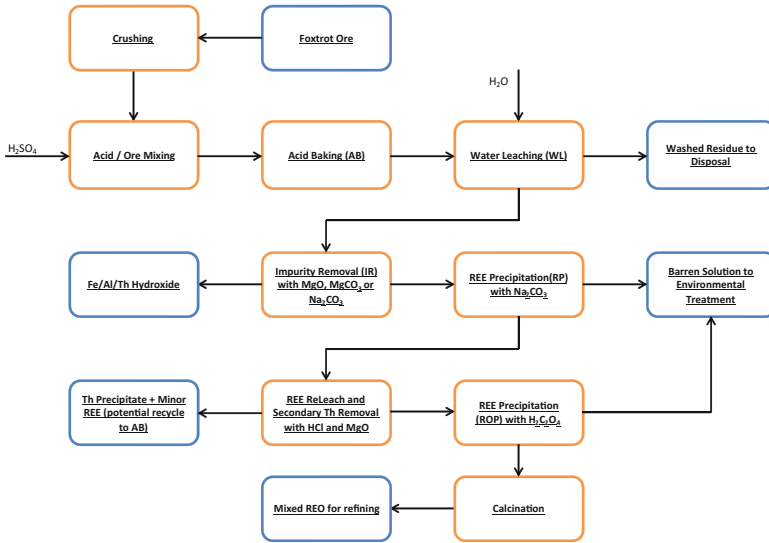 Crushing
Foxtrot Ore
H₂O
H₂SO₄
Acid / Ore Mixing
Acid Baking (AB)
Water Leaching (WL)
Washed Residue to
Disposal
Fe/Al/Th Hydroxide
Impurity Removal (IR)
with MgO, MgCO₃ or
Na₂CO₃
REE Precipitation(RP)
with Na₂CO₃
Barren Solution to
Environmental
Treatment
Th Precipitate + Minor
REE (potential recycle
to AB)
REE ReLeach and
Secondary Th Removal
with HCl and MgO
REE Precipitation
(ROP) with H₂C₂O₄
Mixed REO for refining
Calcination